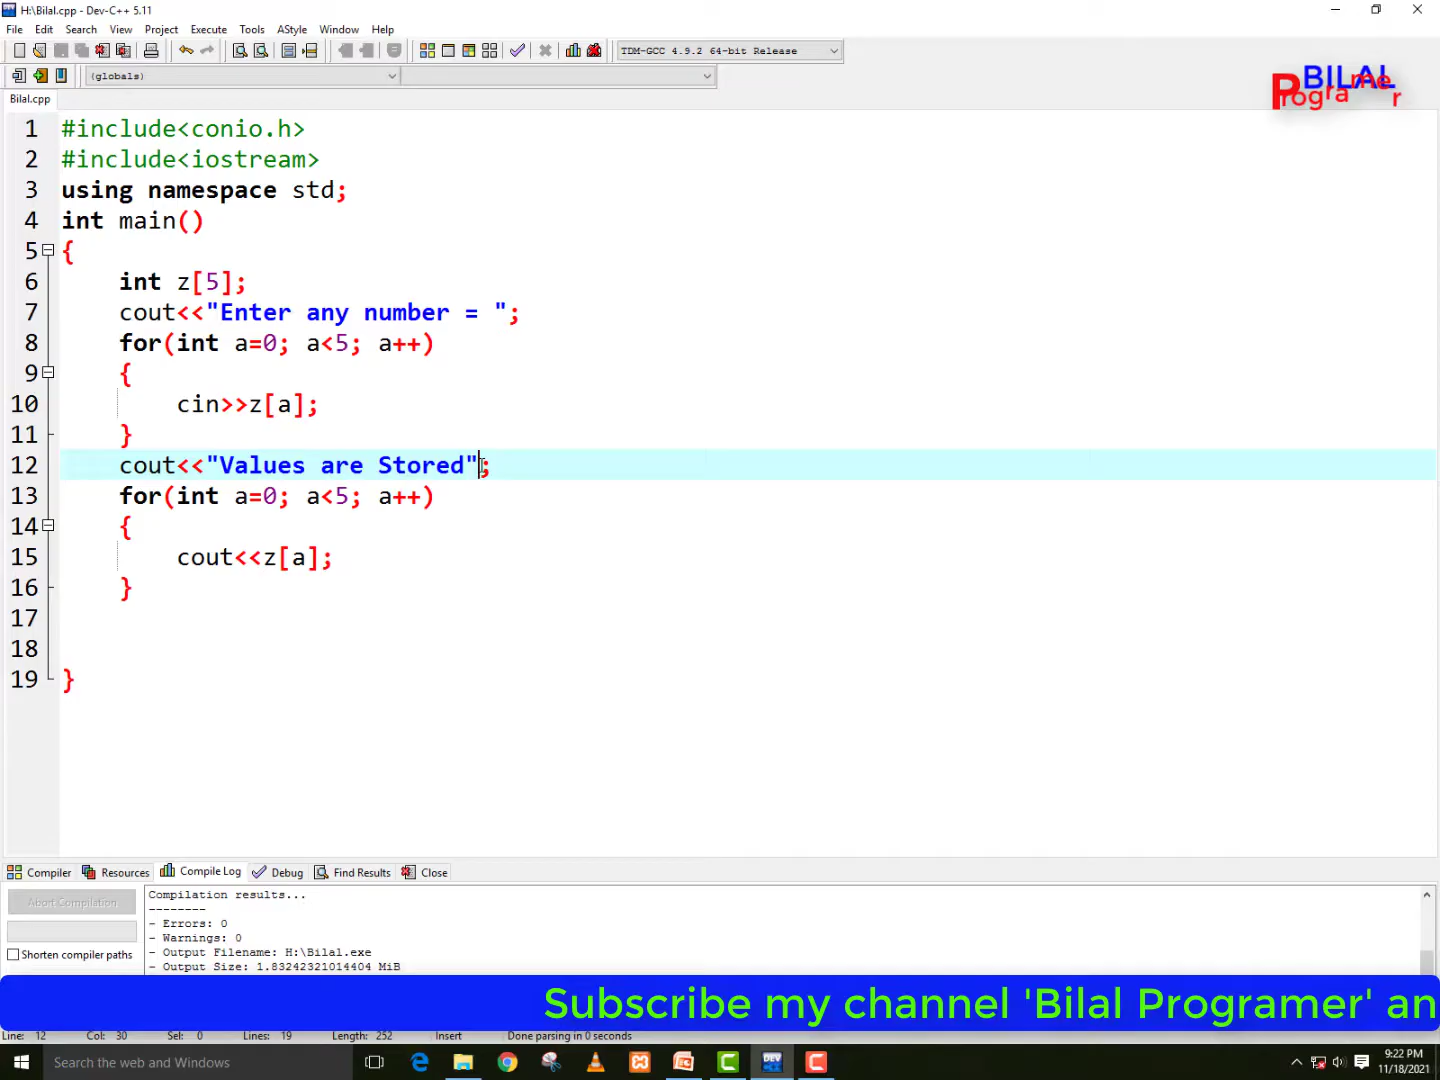 H:\Bilal.cpp - Dev-C++ 5.11
File Edit Search View Project Execute Tools AStyle Window Help
TDM-GCC 4.9.2 64-bit Release
(globals)
BILAL
Programer
Bilal.cpp
1 #include<conio.h>
2 #include<iostream>
3 using namespace std;
4 int main()
5 {
6 int z[5];
7 cout<<"Enter any number = ";
8 for(int a=0; a<5; a++)
9 {
10 cin>>z[a];
11 }
12 cout<<"Values are Stored";
13 for(int a=0; a<5; a++)
14 {
15 cout<<z[a];
16 }
17
18
19 }
Compiler Resources Compile Log Debug Find Results Close
Abort Compilation
Shorten compiler paths
Compilation results...
--------
- Errors: 0
- Warnings: 0
- Output Filename: H:\Bilal.exe
- Output Size: 1.83242321014404 MiB
Subscribe my channel 'Bilal Programer' an
Line: 12 Col: 30 Sel: 0 Lines: 19 Length: 252 Insert Done parsing in 0 seconds
Search the web and Windows
DEV
9:22 PM
11/18/2021